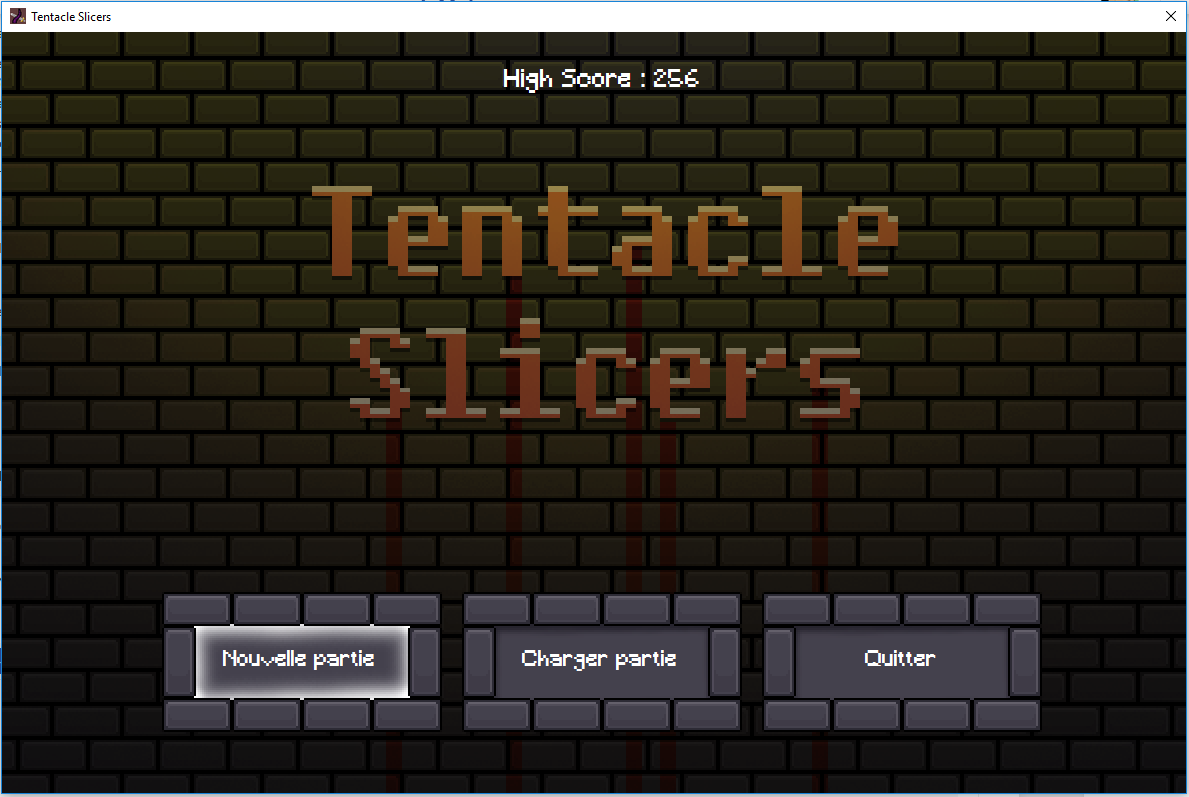 Tentacle Slicers
High Score : 256
Tentacle
Slicers
Nouvelle partie
Charger partie
Quitter